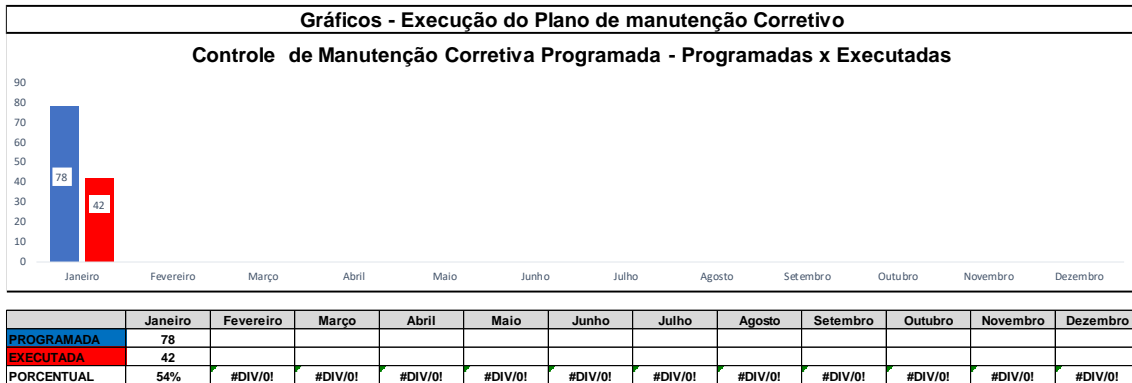 Gráficos - Execução do Plano de manutenção Corretivo
Controle de Manutenção Corretiva Programada - Programadas x Executadas
90
80
70
60
50
40
30
20
10
0
78
42
Janeiro Fevereiro Março Abril Maio Junho Julho Agosto Setembro Outubro Novembro Dezembro
Janeiro Fevereiro Março Abril Maio Junho Julho Agosto Setembro Outubro Novembro Dezembro
PROGRAMADA 78
EXECUTADA 42
PORCENTUAL 54% #DIV/0! #DIV/0! #DIV/0! #DIV/0! #DIV/0! #DIV/0! #DIV/0! #DIV/0! #DIV/0! #DIV/0! #DIV/0!